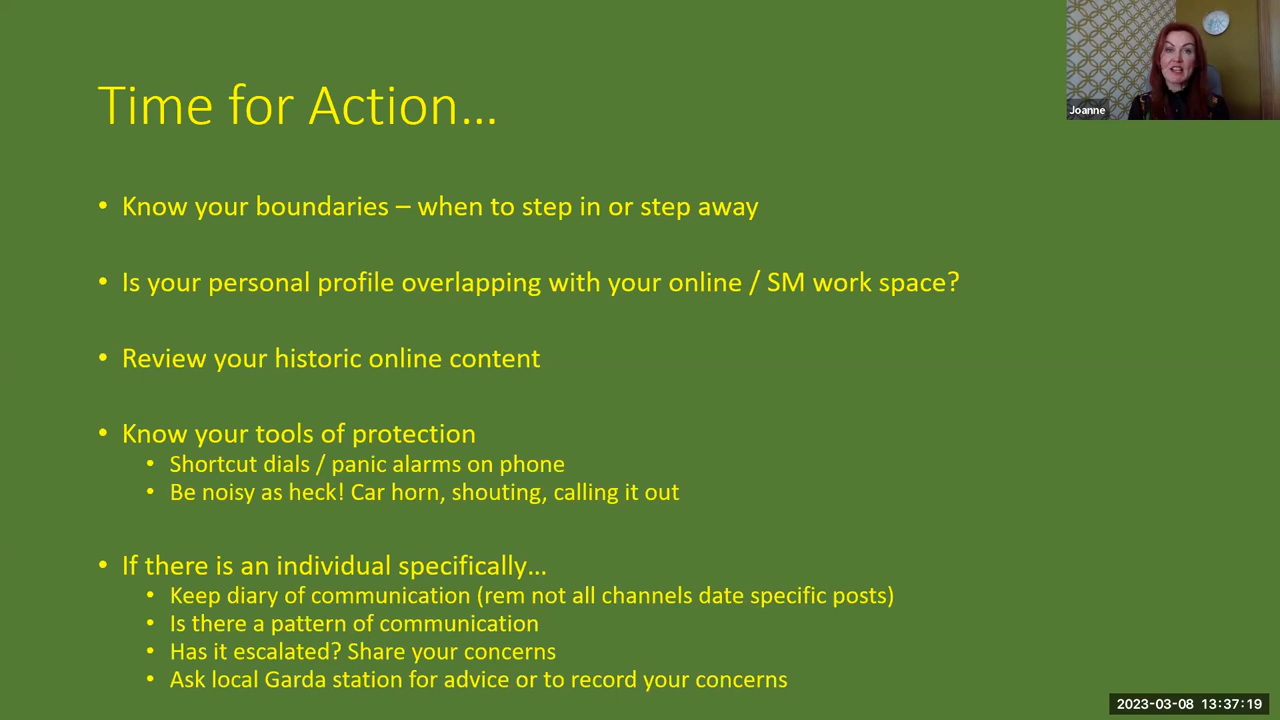 Time for Action...
Joanne
• Know your boundaries – when to step in or step away
• Is your personal profile overlapping with your online / SM work space?
• Review your historic online content
• Know your tools of protection
• Shortcut dials / panic alarms on phone
• Be noisy as heck! Car horn, shouting, calling it out
• If there is an individual specifically...
• Keep diary of communication (rem not all channels date specific posts)
• Is there a pattern of communication
• Has it escalated? Share your concerns
• Ask local Garda station for advice or to record your concerns
2023-03-08 13:37:19